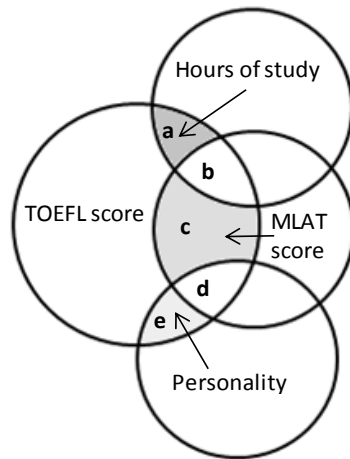 Hours of study
a
b
TOEFL score
c
MLAT
score
d
e
Personality